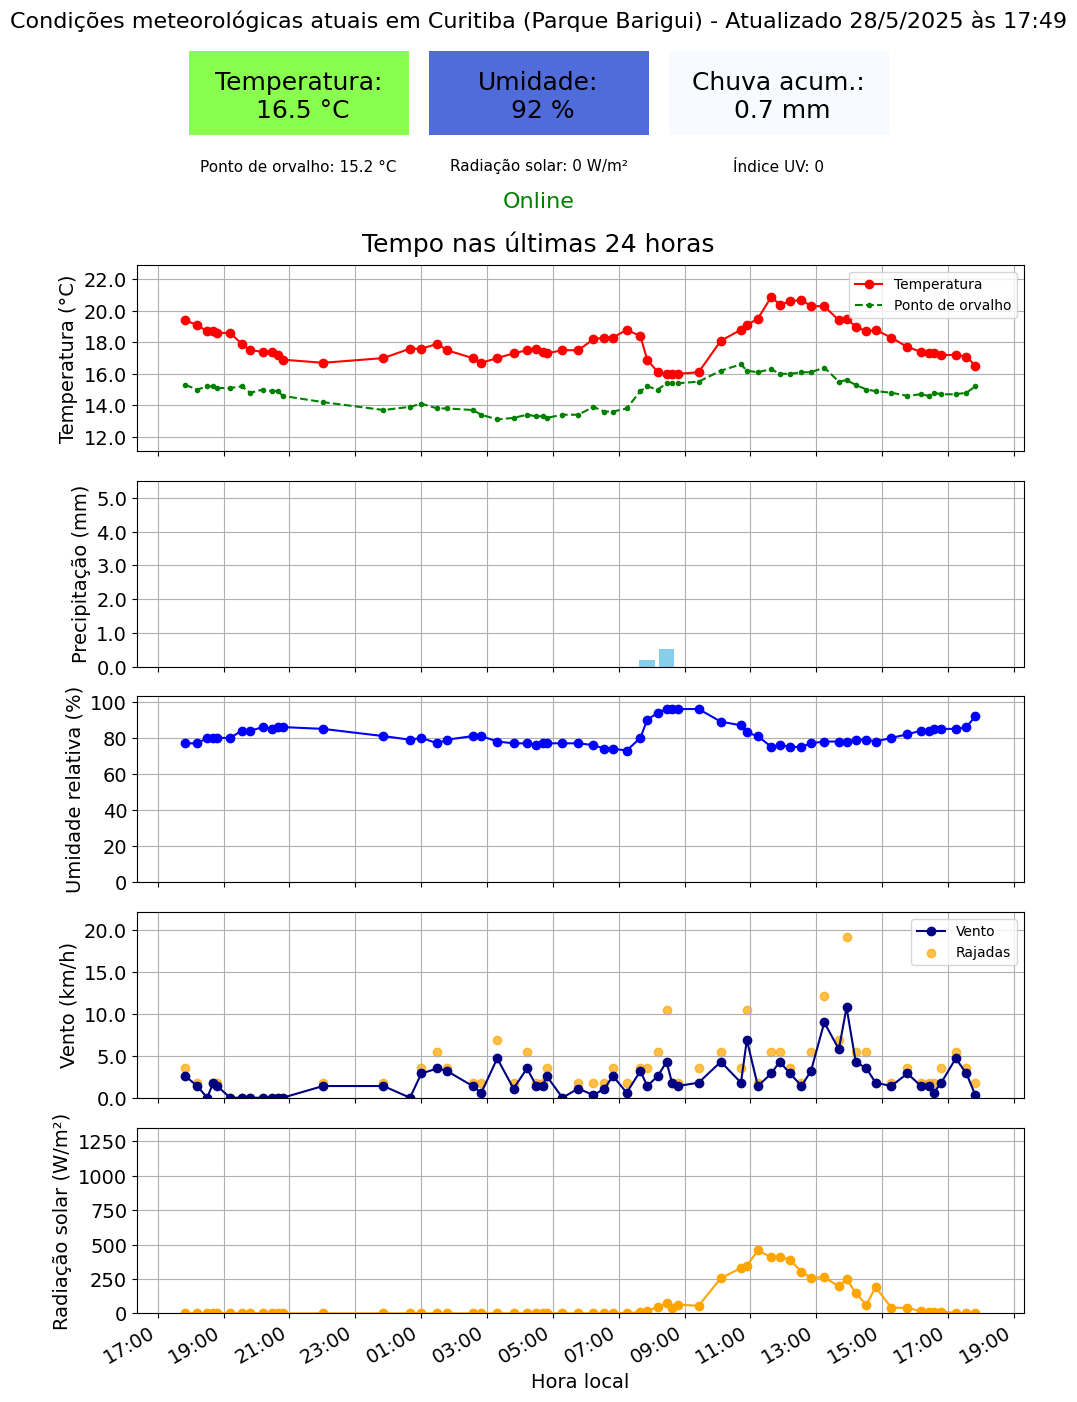 Condições meteorológicas atuais em Curitiba (Parque Barigui) - Atualizado 28/5/2025 às 17:49
Temperatura:
16.5 °C
Umidade:
92 %
Chuva acum.:
0.7 mm
Ponto de orvalho: 15.2 °C
Radiação solar: 0 W/m²
Índice UV: 0
Online
Tempo nas últimas 24 horas
Temperatura (°C)
22.0
20.0
18.0
16.0
14.0
12.0
Temperatura
Ponto de orvalho
Precipitação (mm)
5.0
4.0
3.0
2.0
1.0
0.0
Umidade relativa (%)
100
80
60
40
20
0
Vento (km/h)
20.0
15.0
10.0
5.0
0.0
Vento
Rajadas
Radiação solar (W/m²)
1250
1000
750
500
250
0
17:00
19:00
21:00
23:00
01:00
03:00
05:00
07:00
09:00
11:00
13:00
15:00
17:00
19:00
Hora local